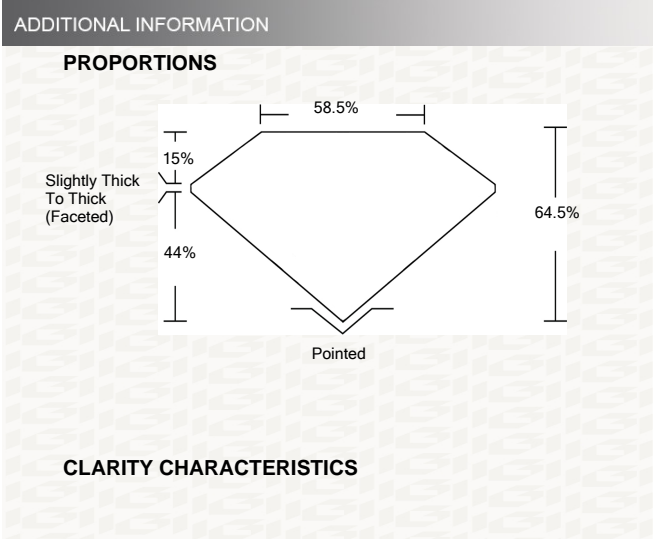 ADDITIONAL INFORMATION
PROPORTIONS
58.5%
15%
Slightly Thick
To Thick
(Faceted)
64.5%
44%
Pointed
CLARITY CHARACTERISTICS